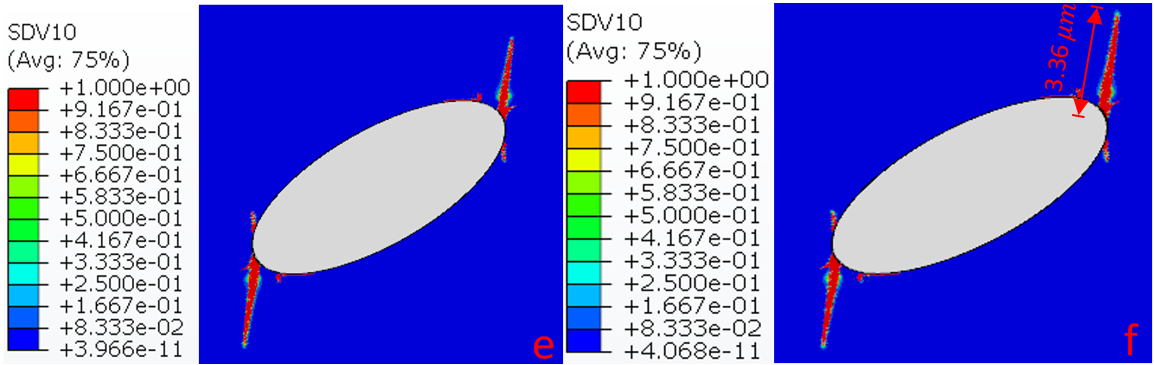 SDV10
(Avg: 75%)
+1.000e+00
+9.167e-01
+8.333e-01
+7.500e-01
+6.667e-01
+5.833e-01
+5.000e-01
+4.167e-01
+3.333e-01
+2.500e-01
+1.667e-01
+8.333e-02
+3.966e-11
e
SDV10
(Avg: 75%)
+1.000e+00
+9.167e-01
+8.333e-01
+7.500e-01
+6.667e-01
+5.833e-01
+5.000e-01
+4.167e-01
+3.333e-01
+2.500e-01
+1.667e-01
+8.333e-02
+4.068e-11
3.36 μm
f